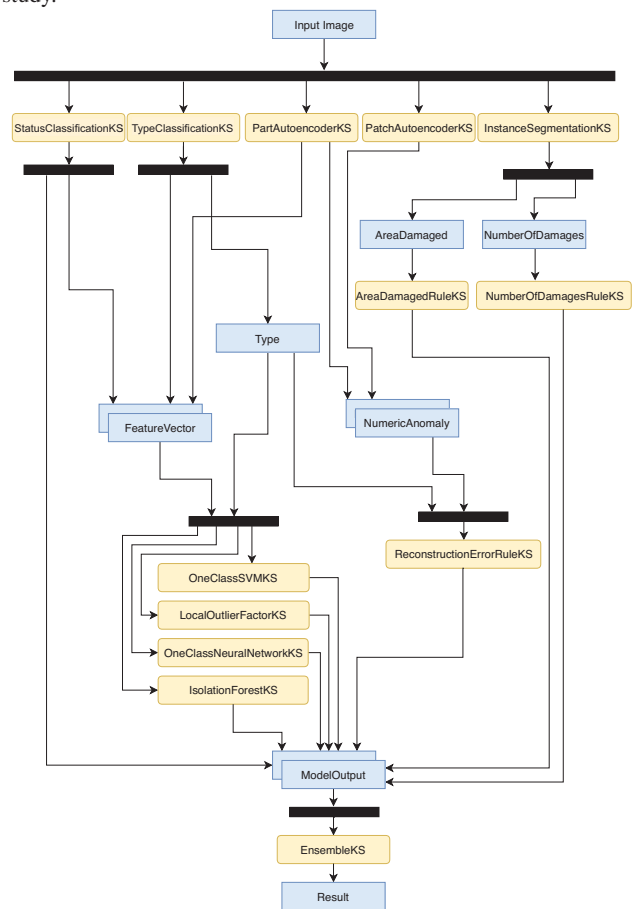 study.
Input Image
StatusClassificationKS
TypeClassificationKS
PartAutoencoderKS
PatchAutoencoderKS
InstanceSegmentationKS
AreaDamaged
NumberOfDamages
AreaDamagedRuleKS
NumberOfDamagesRuleKS
Type
FeatureVector
NumericAnomaly
ReconstructionErrorRuleKS
OneClassSVMKS
LocalOutlierFactorKS
OneClassNeuralNetworkKS
IsolationForestKS
ModelOutput
EnsembleKS
Result